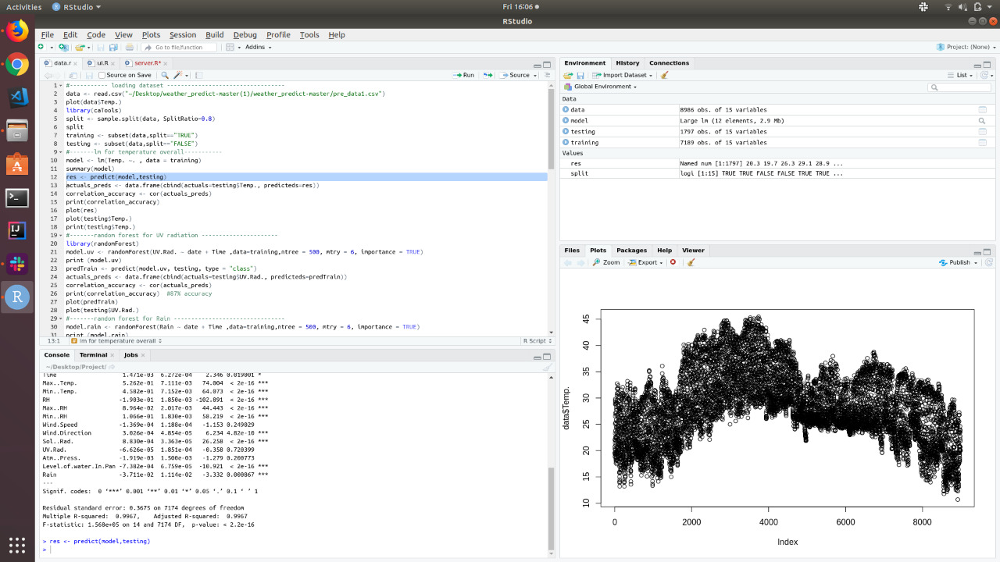 Activities RStudio Fri 16:06
RStudio
File Edit Code View Plots Session Build Debug Profile Tools Help
Go to file/function Addins Project: (None)
data.r ui.R server.R*
Source on Save Run Source
1 #------------ loading dataset ----------------------------------
2 data <- read.csv("~/Desktop/weather_predict-master(1)/weather_predict-master/pre_data1.csv")
3 plot(data$Temp.)
4 library(caTools)
5 split <- sample.split(data, SplitRatio=0.8)
6 split
7 training <- subset(data,split=="TRUE")
8 testing <- subset(data,split=="FALSE")
9 #-------lm for temperature overall-----------
10 model <- lm(Temp. ~. , data = training)
11 summary(model)
12 res <- predict(model,testing)
13 actuals_preds <- data.frame(cbind(actuals=testing$Temp., predicteds=res))
14 correlation_accuracy <- cor(actuals_preds)
15 print(correlation_accuracy)
16 plot(res)
17 plot(testing$Temp.)
18 print(testing$Temp.)
19 #-------random forest for UV radiation ----------------------
20 library(randomForest)
21 model.uv <- randomForest(UV.Rad. ~ date + Time ,data=training,ntree = 500, mtry = 6, importance = TRUE)
22 print (model.uv)
23 predTrain <- predict(model.uv, testing, type = "class")
24 actuals_preds <- data.frame(cbind(actuals=testing$UV.Rad., predicteds=predTrain))
25 correlation_accuracy <- cor(actuals_preds)
26 print(correlation_accuracy) #87% accuracy
27 plot(predTrain)
28 plot(testing$UV.Rad.)
29 #-------random forest for Rain --------------------------------
30 model.rain <- randomForest(Rain ~ date + Time ,data=training,ntree = 500, mtry = 6, importance = TRUE)
31 print (model.rain)
13:1 lm for temperature overall R Script
Console Terminal Jobs
~/Desktop/Project/
Time 1.471e-03 6.272e-04 2.346 0.019001 *
Max..Temp. 5.262e-01 7.111e-03 74.004 < 2e-16 ***
Min..Temp. 4.582e-01 7.152e-03 64.073 < 2e-16 ***
RH -1.903e-01 1.850e-03 -102.891 < 2e-16 ***
Max..RH 8.964e-02 2.017e-03 44.443 < 2e-16 ***
Min..RH 1.066e-01 1.830e-03 58.219 < 2e-16 ***
Wind.Speed -1.369e-04 1.188e-04 -1.153 0.249029
Wind.Direction 3.026e-04 4.854e-05 6.234 4.82e-10 ***
Sol..Rad. 8.830e-04 3.363e-05 26.258 < 2e-16 ***
UV.Rad. -6.626e-05 1.851e-04 -0.358 0.720399
Atm..Press. -1.919e-03 1.500e-03 -1.279 0.200773
Level.of.water.In.Pan -7.382e-04 6.759e-05 -10.921 < 2e-16 ***
Rain -3.711e-02 1.114e-02 -3.332 0.000867 ***
---
Signif. codes: 0 ‘***’ 0.001 ‘**’ 0.01 ‘*’ 0.05 ‘.’ 0.1 ‘ ’ 1
Residual standard error: 0.3675 on 7174 degrees of freedom
Multiple R-squared: 0.9967, Adjusted R-squared: 0.9967
F-statistic: 1.568e+05 on 14 and 7174 DF, p-value: < 2.2e-16
> res <- predict(model,testing)
>
Environment History Connections
Import Dataset List
Global Environment
Data
data 8986 obs. of 15 variables
model Large lm (12 elements, 2.9 Mb)
testing 1797 obs. of 15 variables
training 7189 obs. of 15 variables
Values
res Named num [1:1797] 20.3 19.7 26.3 29.1 28.9 ...
split logi [1:15] TRUE TRUE FALSE FALSE TRUE TRUE ...
Files Plots Packages Help Viewer
Zoom Export Publish
data$Temp.
45
40
35
30
25
20
15
10
0 2000 4000 6000 8000
Index